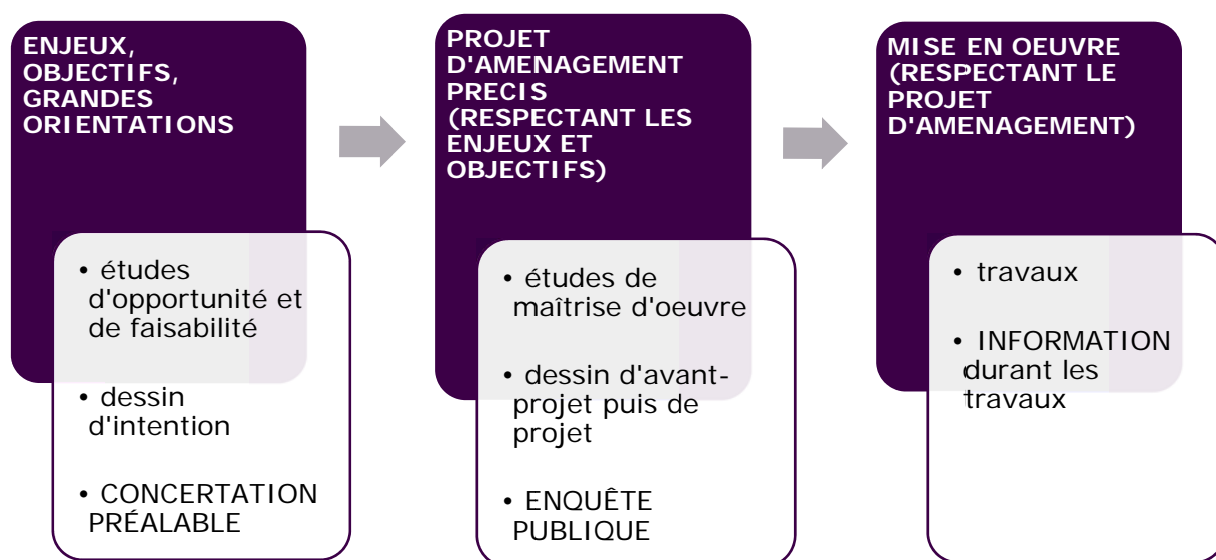 ENJEUX,
OBJECTIFS,
GRANDES
ORIENTATIONS
• études
d'opportunité et
de faisabilité
• dessin
d'intention
• CONCERTATION
PRÉALABLE
PROJET
D'AMENAGEMENT
PRECIS
(RESPECTANT LES
ENJEUX ET
OBJECTIFS)
• études de
maîtrise d'oeuvre
• dessin d'avant-
projet puis de
projet
• ENQUÊTE
PUBLIQUE
MISE EN OEUVRE
(RESPECTANT LE
PROJET
D'AMENAGEMENT)
• travaux
• INFORMATION
durant les
travaux